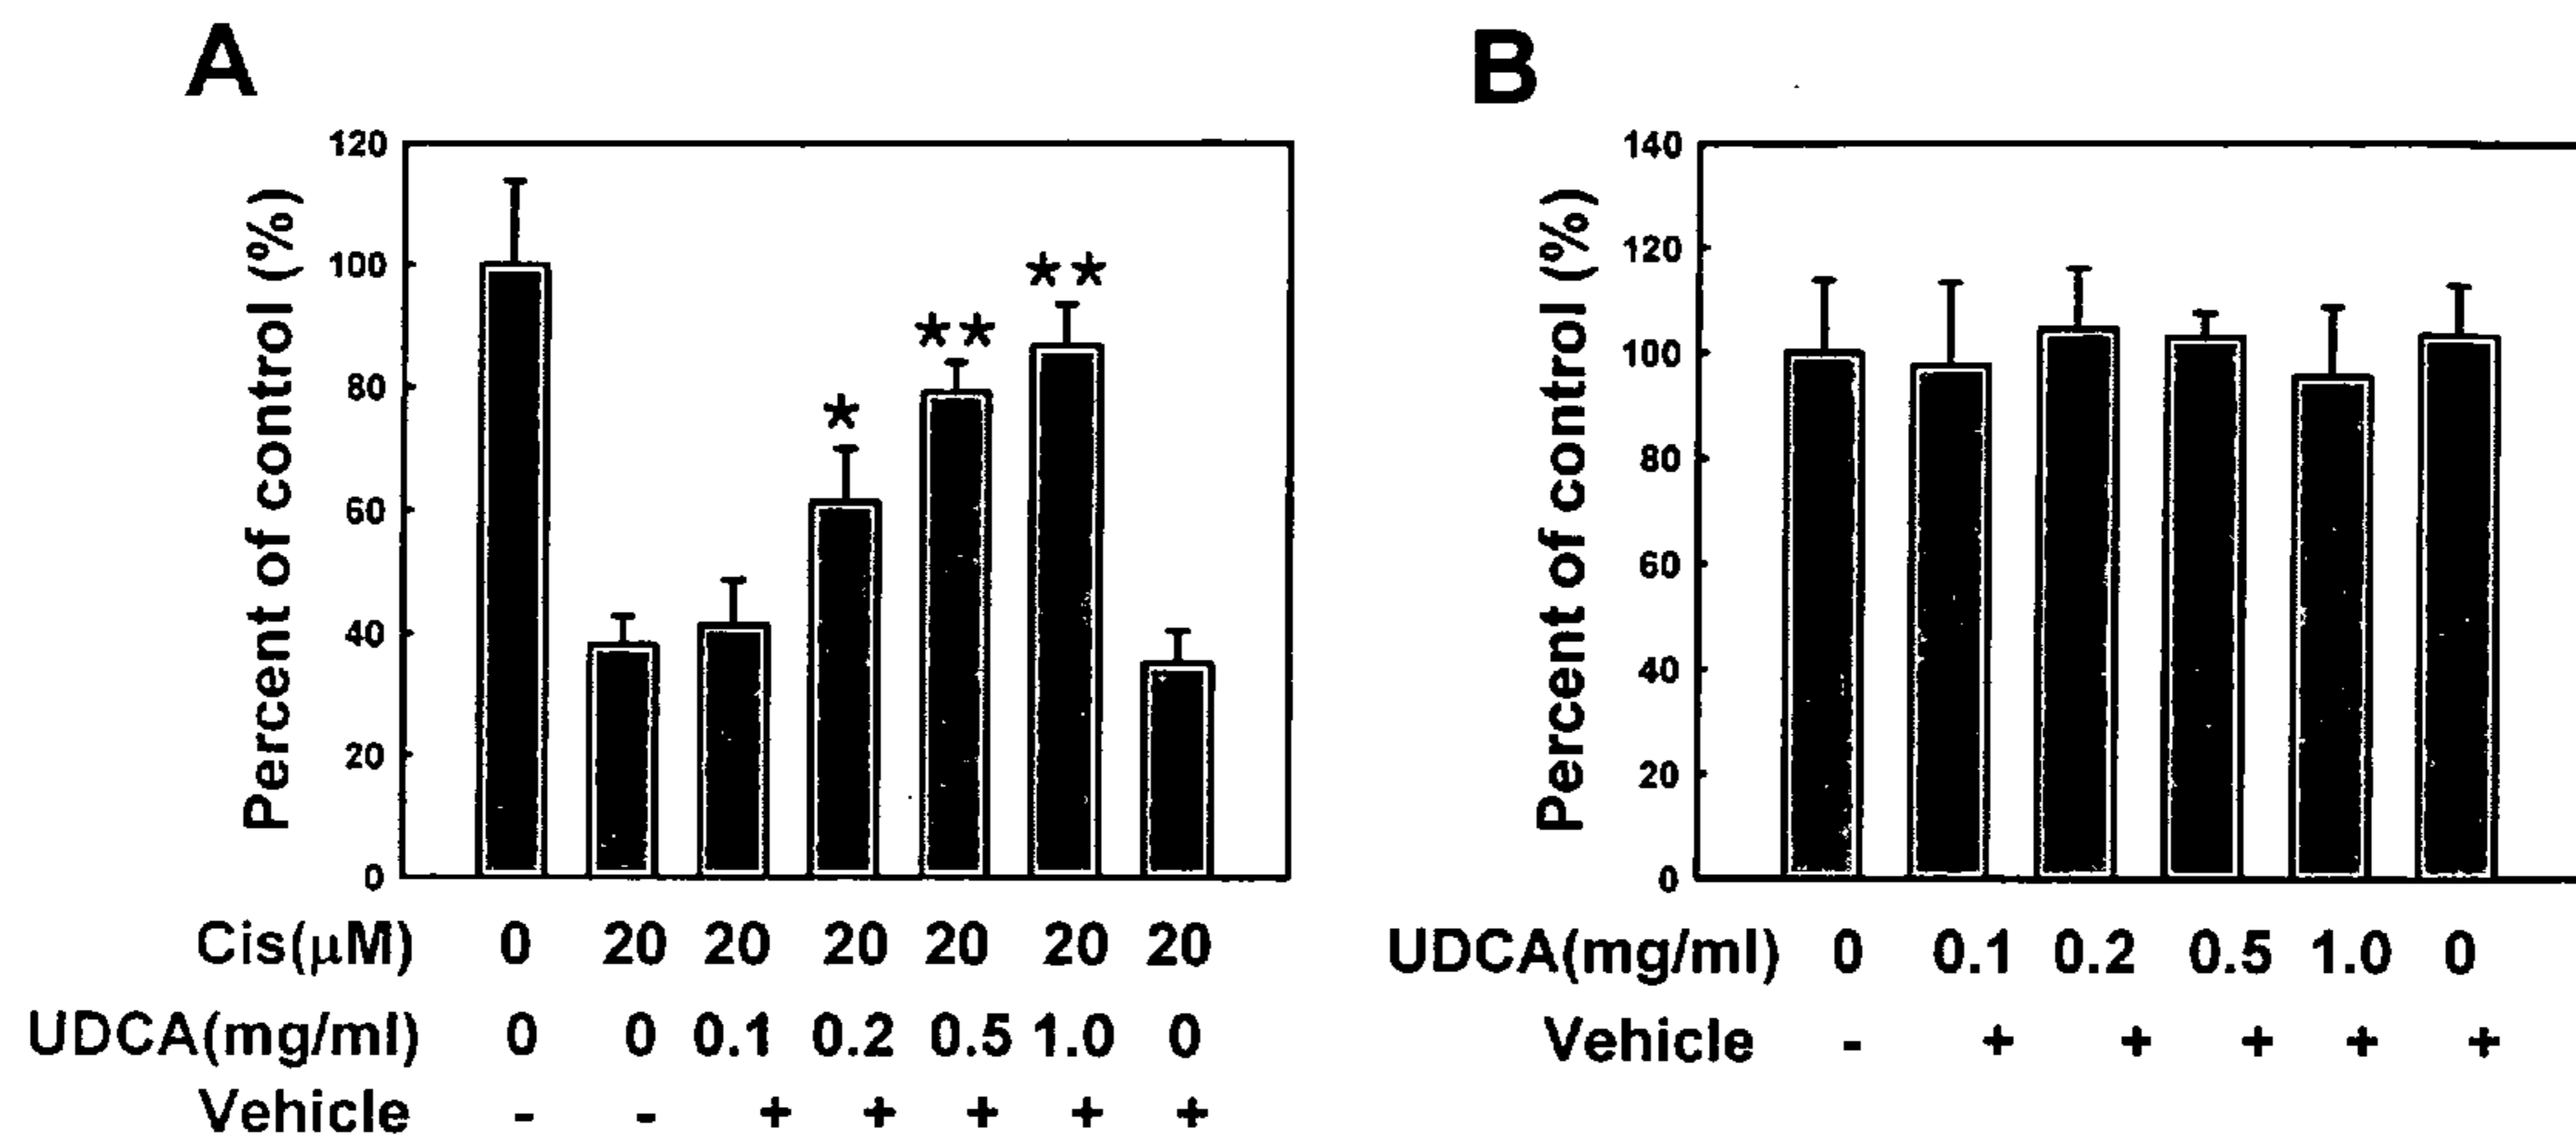 A
Percent of control (%)
120
100
80
60
40
20
0
*
**
**
Cis(μM) 0 20 20 20 20 20 20
UDCA(mg/ml) 0 0 0.1 0.2 0.5 1.0 0
Vehicle - - + + + + +
B
Percent of control (%)
140
120
100
80
60
40
20
0
UDCA(mg/ml) 0 0.1 0.2 0.5 1.0 0
Vehicle - + + + + +